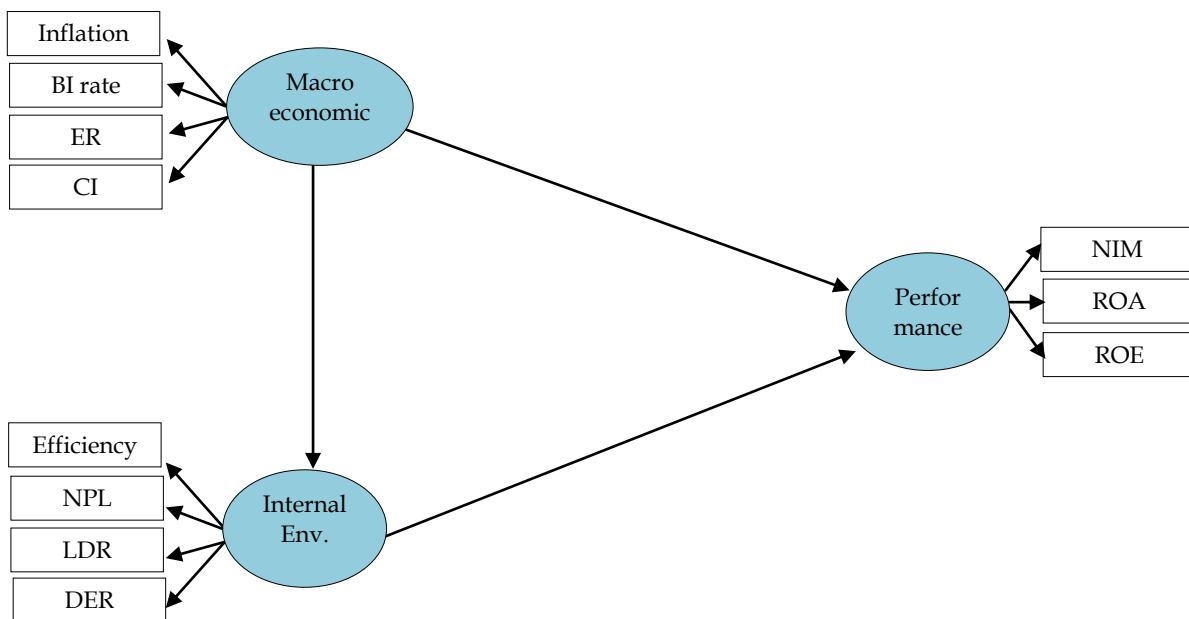 Inflation
BI rate
ER
CI
Macro
economic
NIM
ROA
ROE
Perfor
mance
Efficiency
NPL
LDR
DER
Internal
Env.